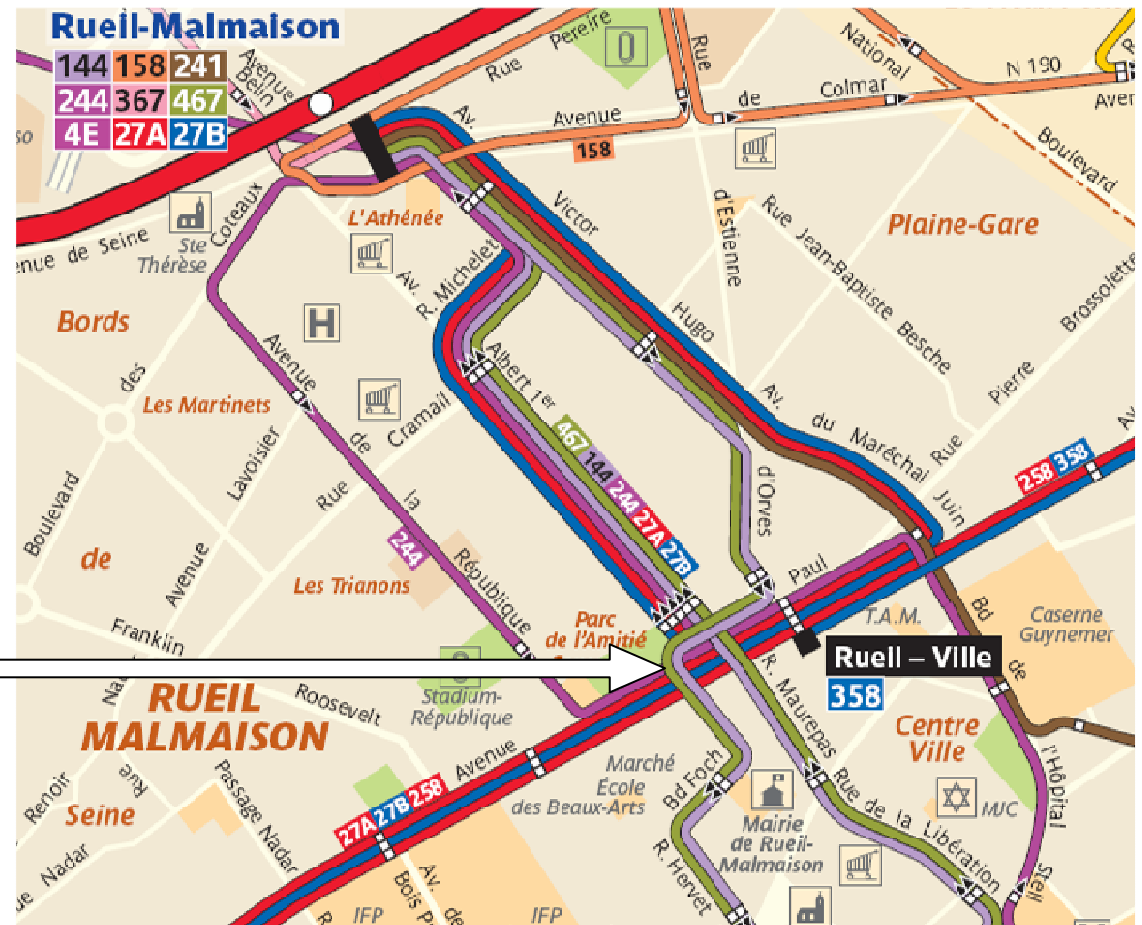 Rueil-Malmaison
144 158 241
244 367 467
4E 27A 27B
Avenue
Belin
Rue
Pereire
Rue
National
N 190
de
Colmar
Avenue
158
Boulevard
Av.
Victor
Hugo
Av.
du Maréchal
Juin
d'Estienne
d'Orves
Rue Jean-Baptiste Besche
Plaine-Gare
Brossolette
Pierre
Rue
Coteaux
Ste
Thérèse
de Seine
L'Athénée
Av.
R. Michelet
Bords
H
Avenue
des
Les Martinets
Cramail
de
Albert 1er
467 144 244 27A 27B
Lavoisier
Rue
la
Boulevard
244
République
258 358
de
Avenue
Les Trianons
Paul
Parc
de l'Amitié
T.A.M.
Bd
de
l'Hôpital
Caserne
Guynemer
Franklin
Roosevelt
Rueil – Ville
358
RUEIL
MALMAISON
Stadium-
République
R. Maurepas
Centre
Ville
Avenue
Marché
École
des Beaux-Arts
Bd Foch
Rue de la Libération
MJC
Renoir
Rue
Passage Nadar
Seine
27A 27B 258
Mairie
de Rueil-
Malmaison
R. Hervet
Nadar
Av.
de
Bois
IFP
IFP
Stell